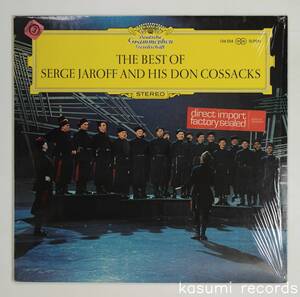 Deutsche
Grammophon
Gesellschaft
THE BEST OF
SERGE JAROFF AND HIS DON COSSACKS
STEREO
direct import
factory sealed
kasumi records